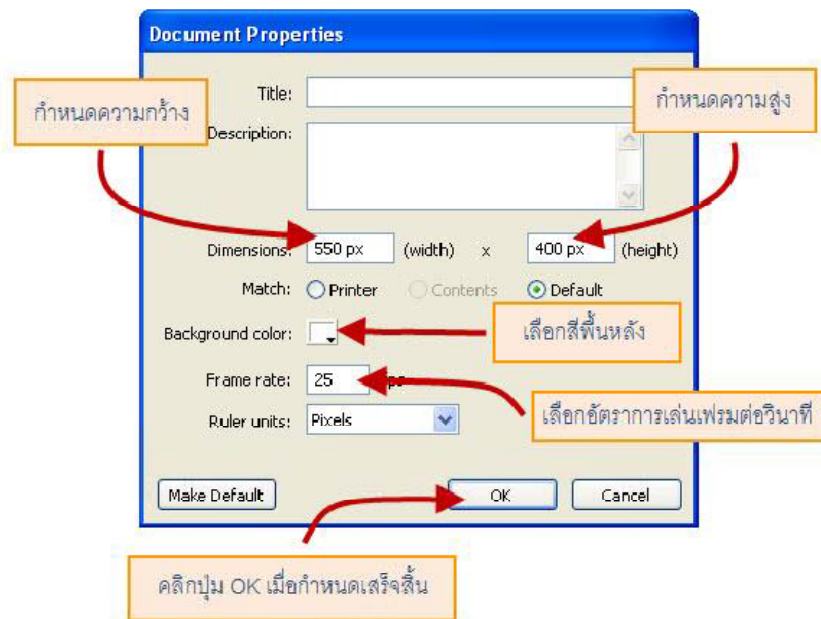 Document Properties
Title:
กำหนดความกว้าง
กำหนดความสูง
Description:
Dimensions: 550 px (width) x 400 px (height)
Match: Printer Contents Default
Background color:
เลือกสีพื้นหลัง
Frame rate: 25
เลือกอัตราการเล่นเฟรมต่อวินาที
Ruler units: Pixels
Make Default OK Cancel
คลิกปุ่ม OK เมื่อกำหนดเสร็จสิ้น